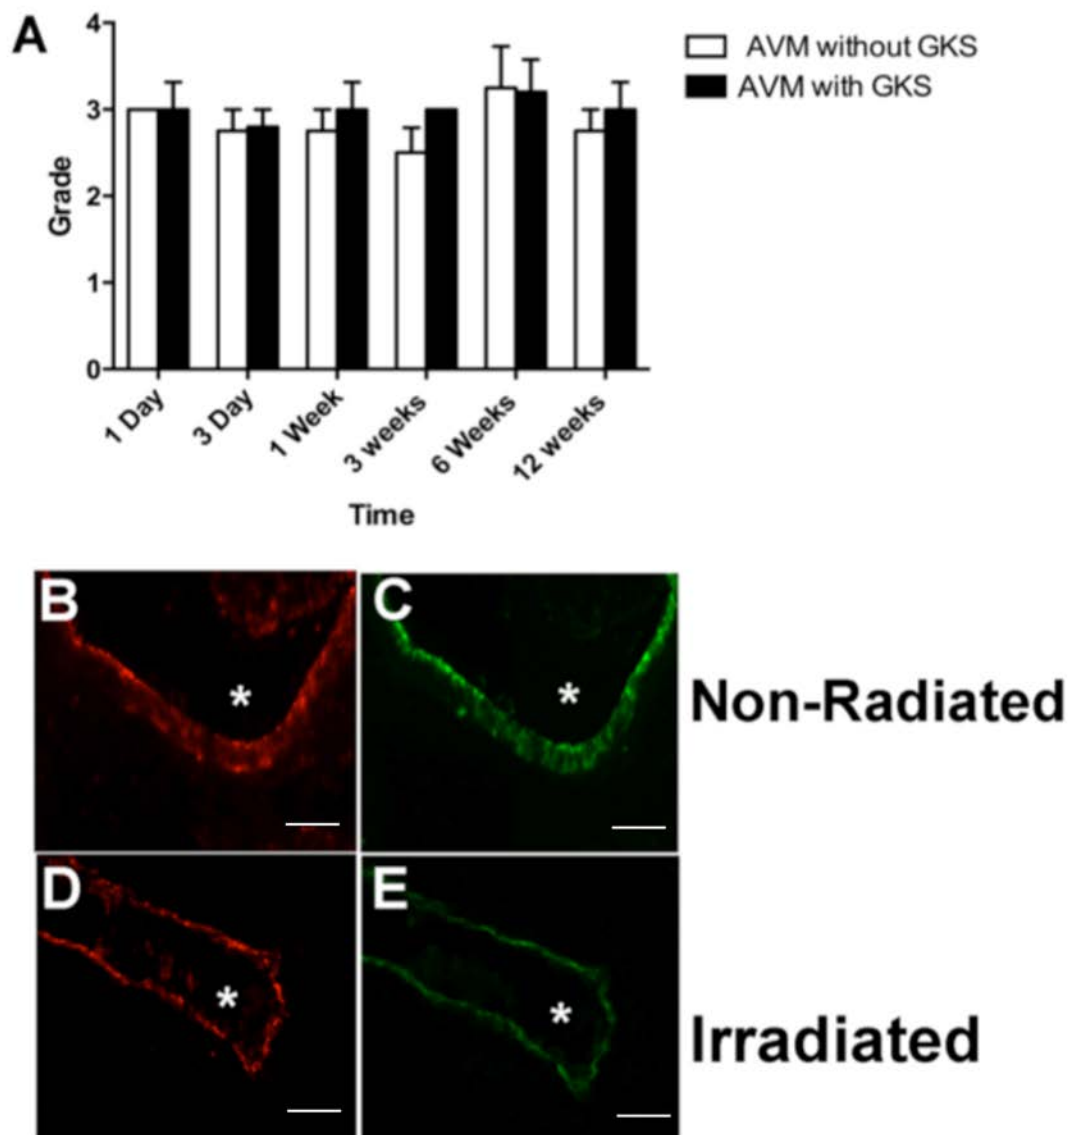 A
4
3
2
1
0
Grade
AVM without GKS
AVM with GKS
1 Day
3 Day
1 Week
3 weeks
6 Weeks
12 weeks
Time
B
*
C
*
Non-Radiated
D
*
E
*
Irradiated